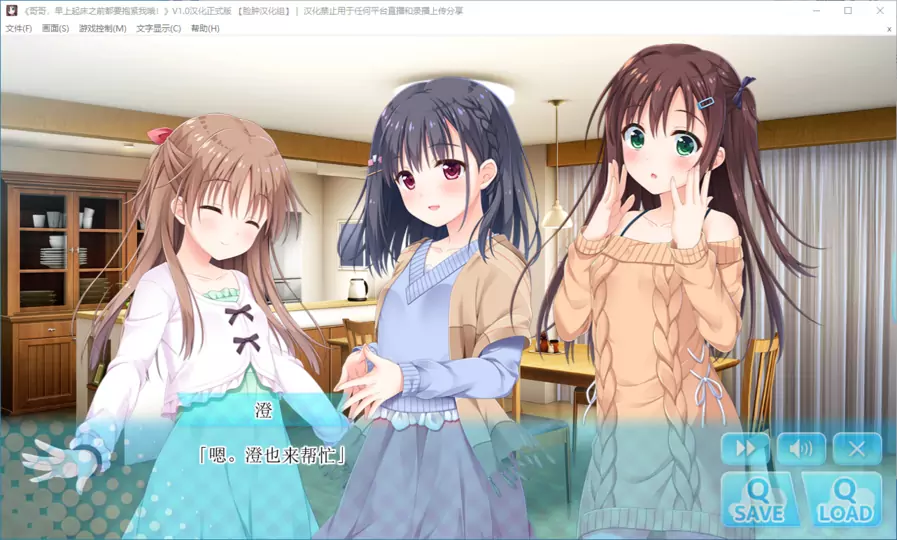 《哥哥，早上起床之前都要抱紧我哦！》V1.0汉化正式版 【脸肿汉化组】 | 汉化禁止用于任何平台直播和录播上传分享
文件(F) 画面(S) 游戏控制(M) 文字显示(C) 帮助(H) x
澄
「嗯。澄也来帮忙」
Q SAVE
Q LOAD